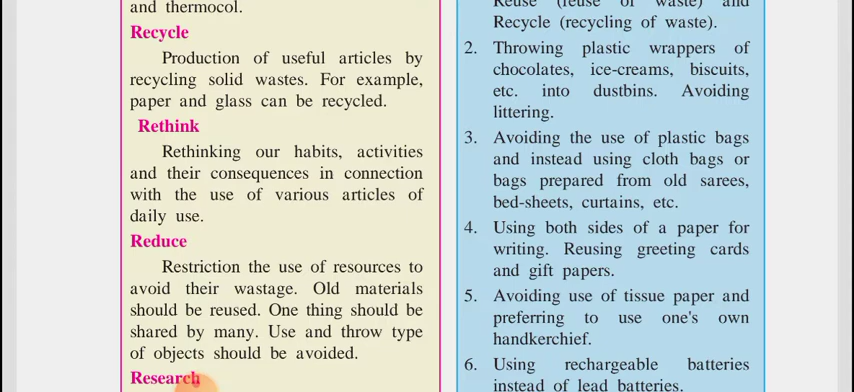 and thermocol.
Recycle
Production of useful articles by
recycling solid wastes. For example,
paper and glass can be recycled.
Rethink
Rethinking our habits, activities
and their consequences in connection
with the use of various articles of
daily use.
Reduce
Restriction the use of resources to
avoid their wastage. Old materials
should be reused. One thing should be
shared by many. Use and throw type
of objects should be avoided.
Research
Reuse (reuse of waste) and
Recycle (recycling of waste).
2. Throwing plastic wrappers of
chocolates, ice-creams, biscuits,
etc. into dustbins. Avoiding
littering.
3. Avoiding the use of plastic bags
and instead using cloth bags or
bags prepared from old sarees,
bed-sheets, curtains, etc.
4. Using both sides of a paper for
writing. Reusing greeting cards
and gift papers.
5. Avoiding use of tissue paper and
preferring to use one's own
handkerchief.
6. Using rechargeable batteries
instead of lead batteries.